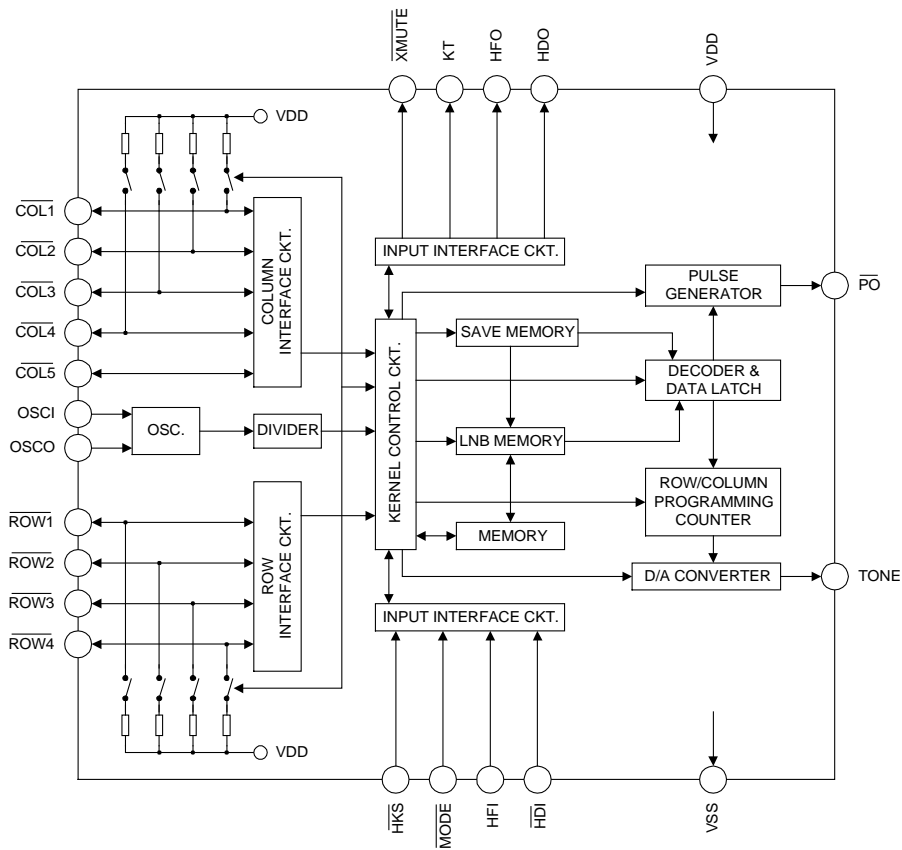 XMUTE
KT
HFO
HDO
VDD
VDD
COL1
COL2
COL3
COL4
COL5
COLUMN
INTERFACE CKT.
INPUT INTERFACE CKT.
PULSE
GENERATOR
PO
SAVE MEMORY
DECODER &
DATA LATCH
KERNEL CONTROL CKT.
OSCI
OSCO
OSC.
DIVIDER
LNB MEMORY
ROW/COLUMN
PROGRAMMING
COUNTER
MEMORY
ROW1
ROW2
ROW3
ROW4
ROW
INTERFACE CKT.
D/A CONVERTER
TONE
INPUT INTERFACE CKT.
VDD
HKS
MODE
HFI
HDI
VSS